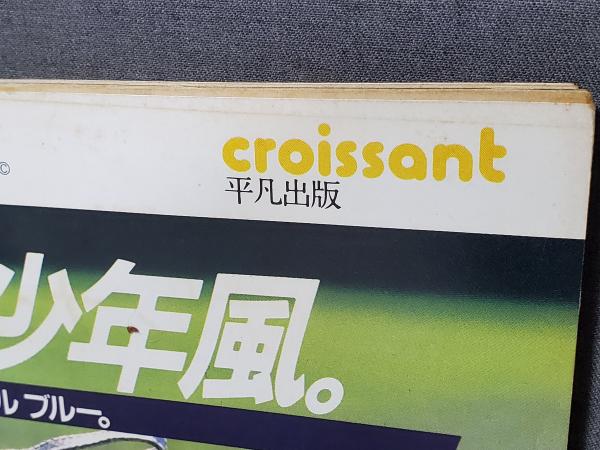 croissant
平凡出版
©
少年風。
ル ブルー。